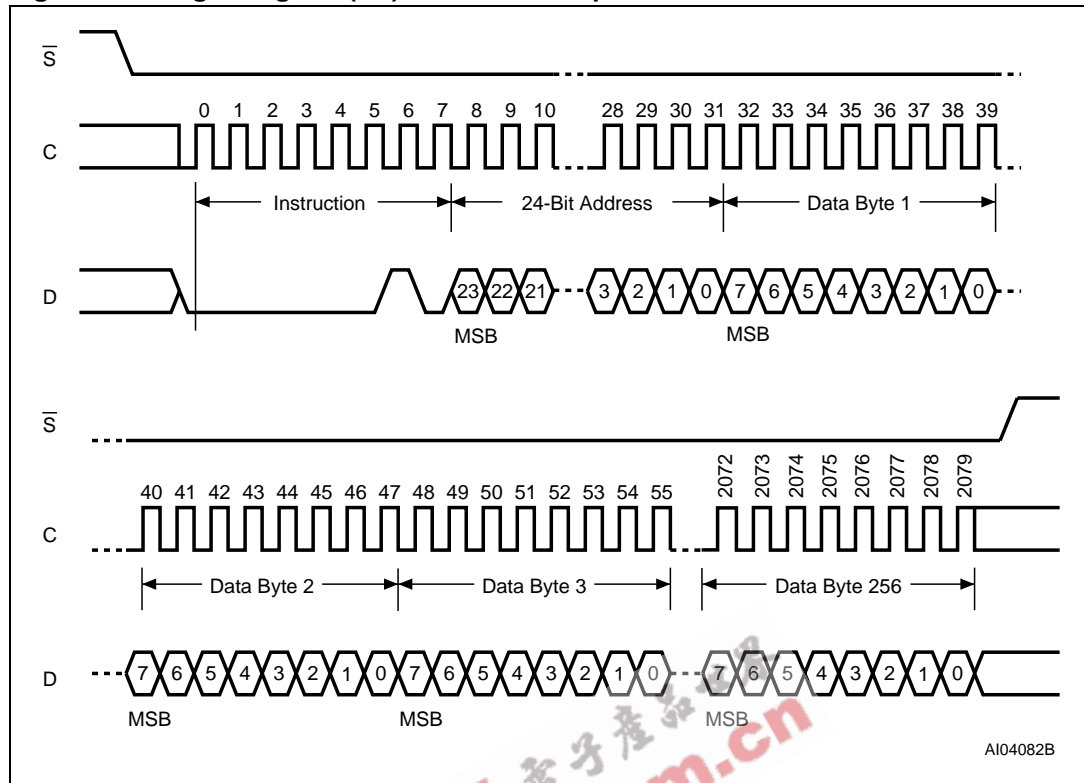 S
0 1 2 3 4 5 6 7 8 9 10 28 29 30 31 32 33 34 35 36 37 38 39
C
Instruction 24-Bit Address Data Byte 1
D
23 22 21 3 2 1 0 7 6 5 4 3 2 1 0
MSB MSB
S
40 41 42 43 44 45 46 47 48 49 50 51 52 53 54 55 2072 2073 2074 2075 2076 2077 2078 2079
C
Data Byte 2 Data Byte 3 Data Byte 256
D
7 6 5 4 3 2 1 0 7 6 5 4 3 2 1 0 7 6 5 4 3 2 1 0
MSB MSB MSB
子產品
.cn
AI04082B